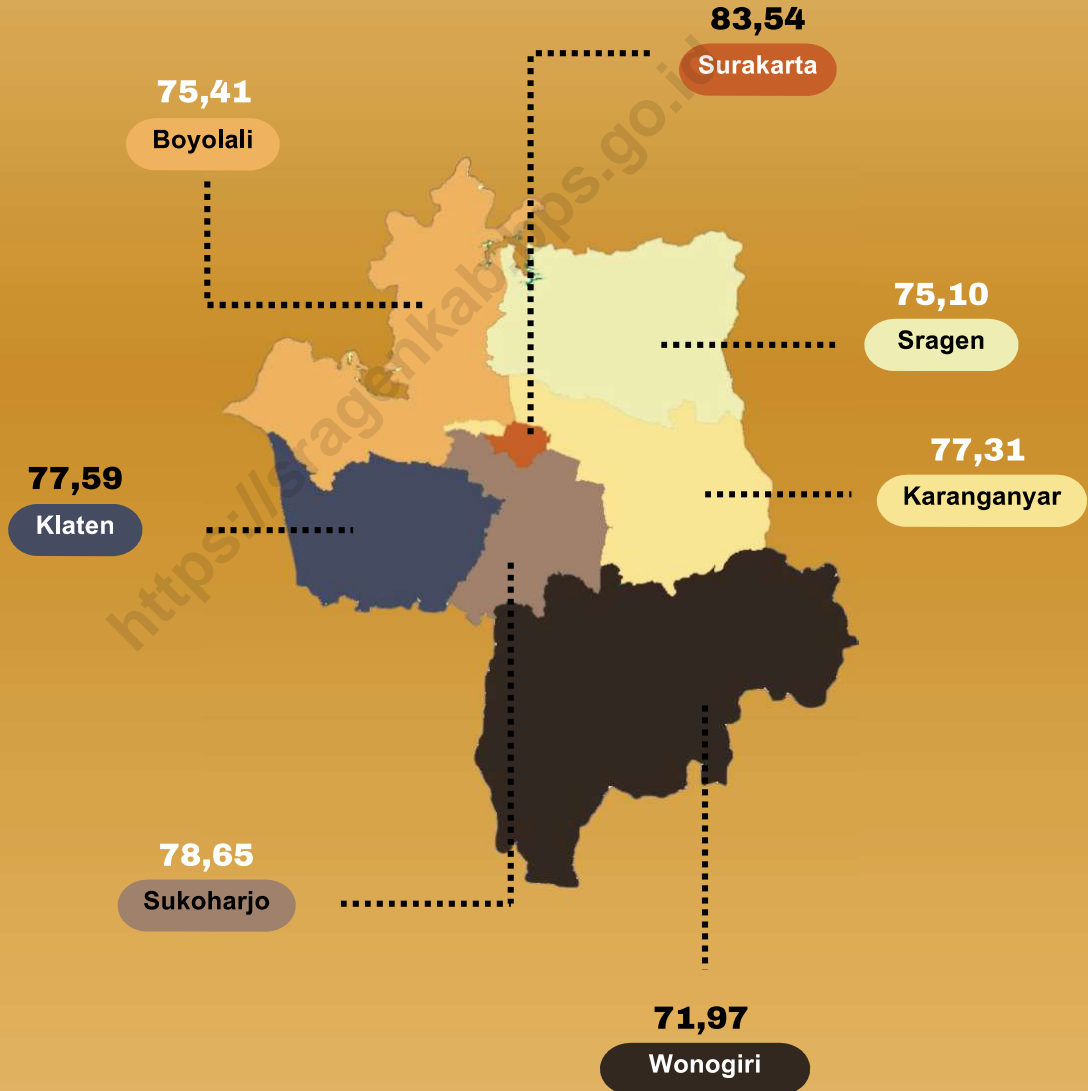 83,54
Surakarta
75,41
Boyolali
75,10
Sragen
77,31
Karanganyar
77,59
Klaten
78,65
Sukoharjo
71,97
Wonogiri
https://sragenkab.bps.go.id